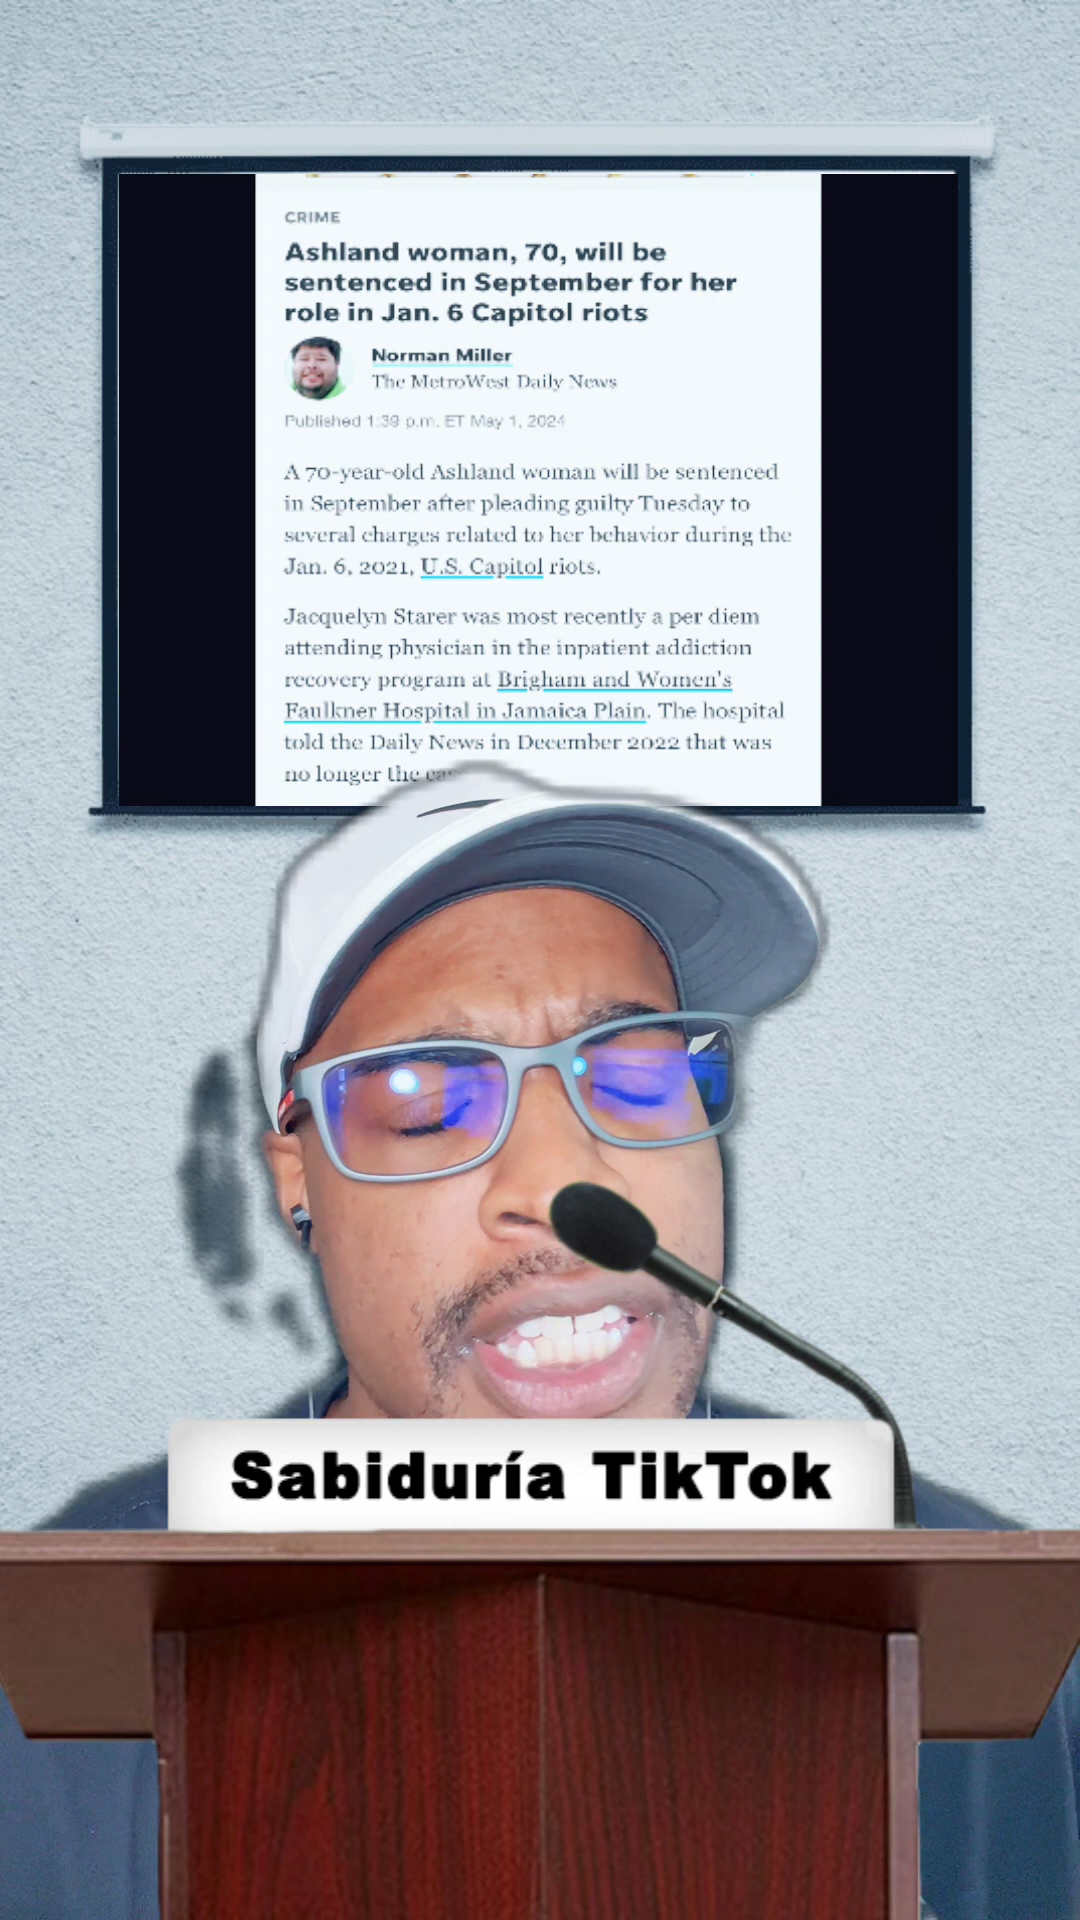 CRIME
Ashland woman, 70, will be
sentenced in September for her
role in Jan. 6 Capitol riots
Norman Miller
The MetroWest Daily News
Published 1:39 p.m. ET May 1, 2024
A 70-year-old Ashland woman will be sentenced
in September after pleading guilty Tuesday to
several charges related to her behavior during the
Jan. 6, 2021, U.S. Capitol riots.
Jacquelyn Starer was most recently a per diem
attending physician in the inpatient addiction
recovery program at Brigham and Women's
Faulkner Hospital in Jamaica Plain. The hospital
told the Daily News in December 2022 that was
no longer the
Sabiduría TikTok